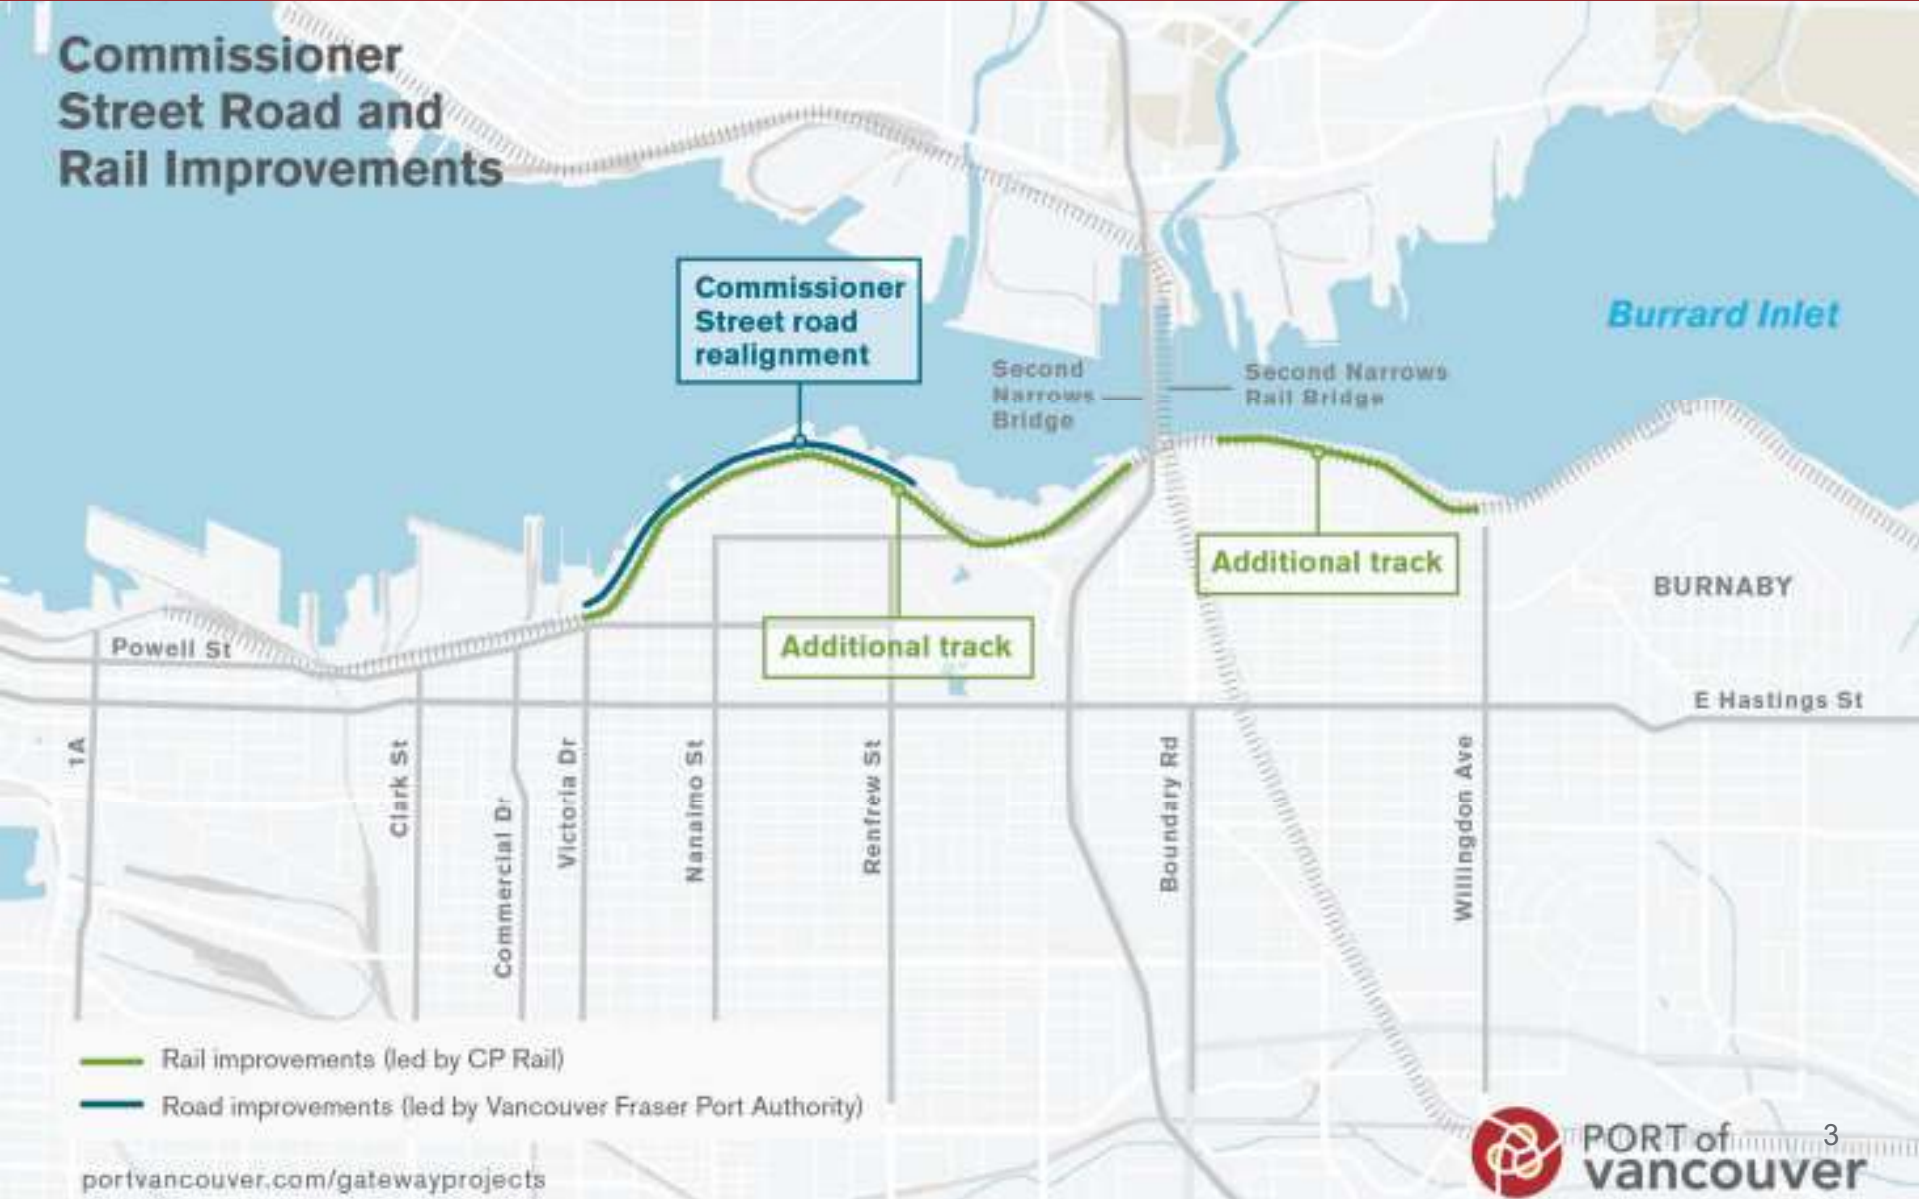 Commissioner
Street Road and
Rail Improvements
Commissioner
Street road
realignment
Burrard Inlet
Second
Narrows
Bridge
Second Narrows
Rail Bridge
Additional track
BURNABY
Powell St
Additional track
E Hastings St
1A
Clark St
Commercial Dr
Victoria Dr
Nanaimo St
Renfrew St
Boundary Rd
Willingdon Ave
Rail improvements (led by CP Rail)
Road improvements (led by Vancouver Fraser Port Authority)
portvancouver.com/gatewayprojects
PORT of
vancouver
3